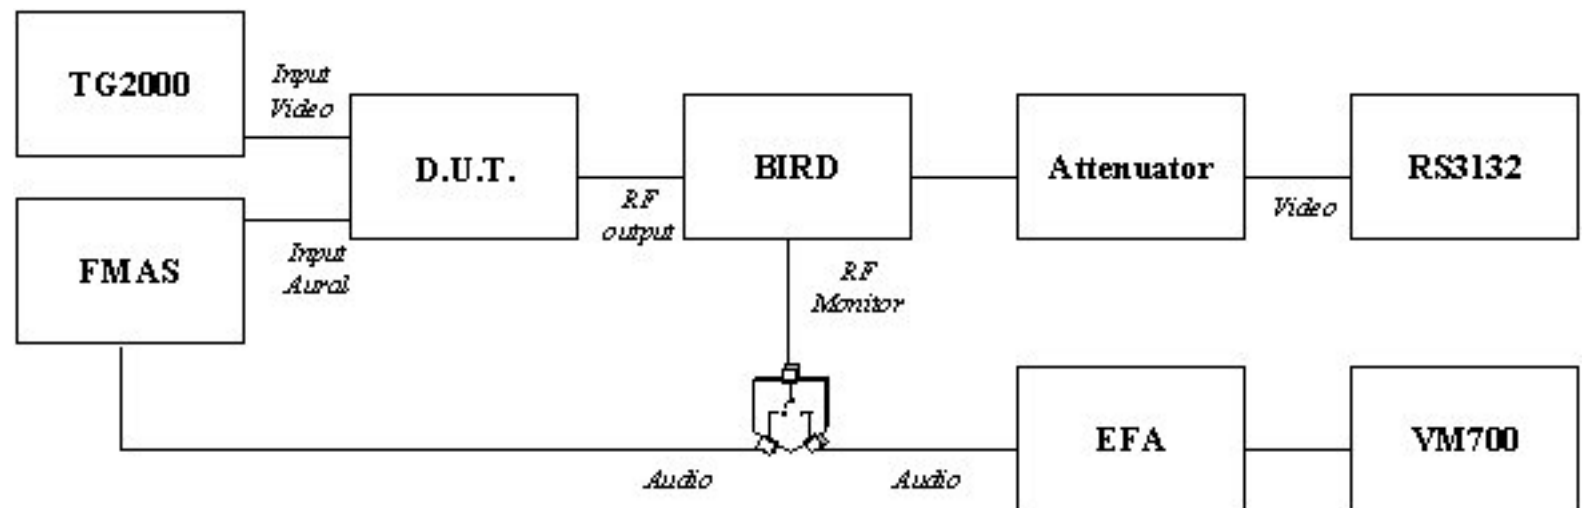 TG2000
Input
Video
D.U.T.
BIRD
Attenuator
RS3132
RF
output
Video
FMAS
Input
Aural
RF
Monitor
EFA
VM700
Audio
Audio